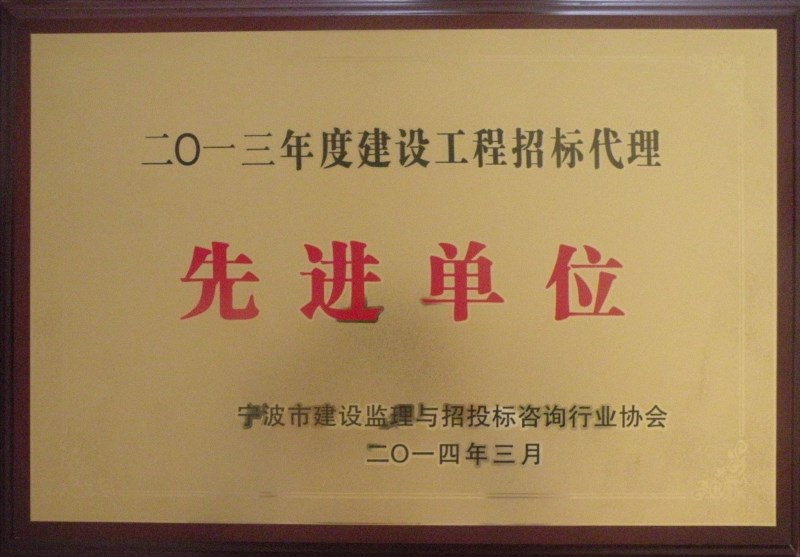 二〇一三年度建设工程招标代理
先进单位
宁波市建设监理与招投标咨询行业协会
二〇一四年三月